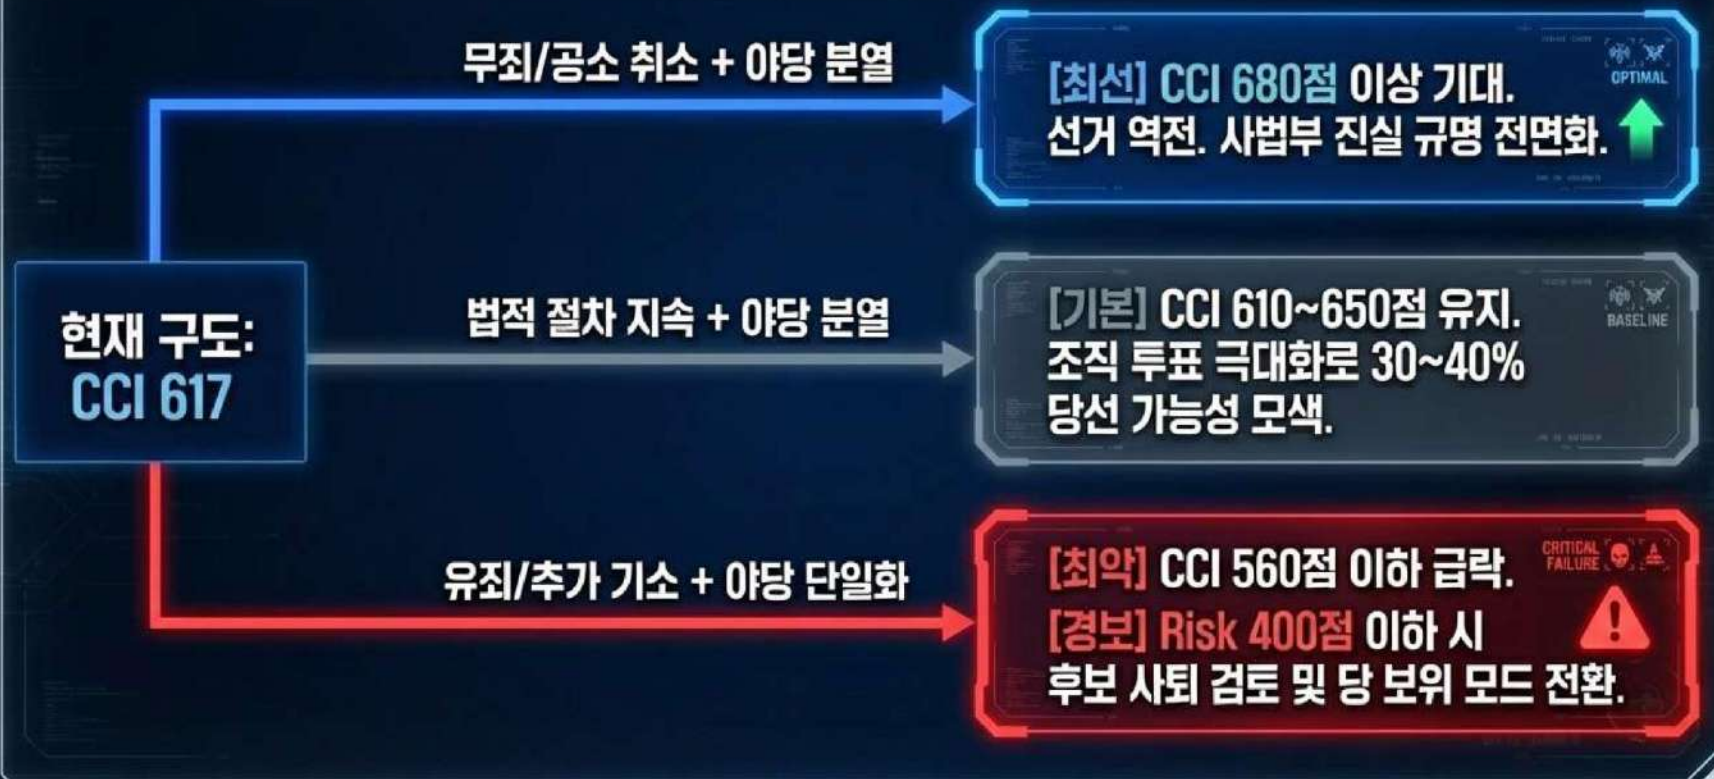 무죄/공소 취소 + 야당 분열
[최선] CCI 680점 이상 기대.
선거 역전. 사법부 진실 규명 전면화.
OPTIMAL
현재 구도:
CCI 617
법적 절차 지속 + 야당 분열
[기본] CCI 610~650점 유지.
조직 투표 극대화로 30~40%
당선 가능성 모색.
BASELINE
유죄/추가 기소 + 야당 단일화
[최악] CCI 560점 이하 급락.
[경보] Risk 400점 이하 시
후보 사퇴 검토 및 당 보위 모드 전환.
CRITICAL
FAILURE